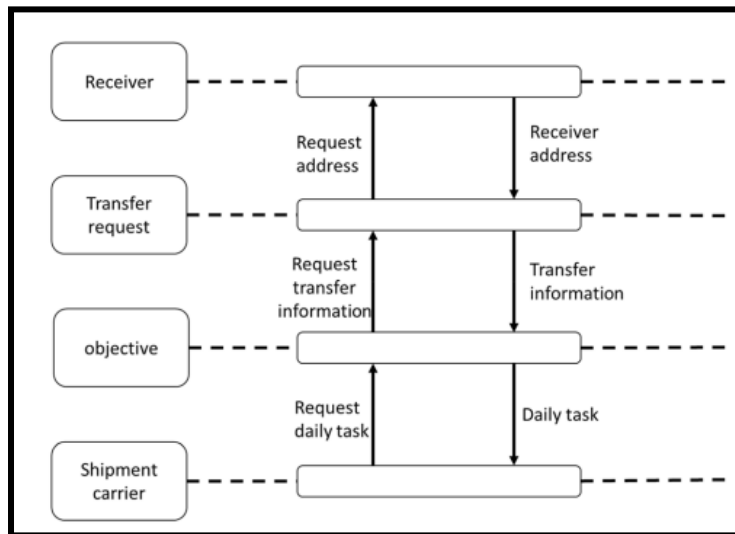 Receiver
Request
address
Receiver
address
Transfer
request
Request
transfer
information
Transfer
information
objective
Request
daily task
Daily task
Shipment
carrier